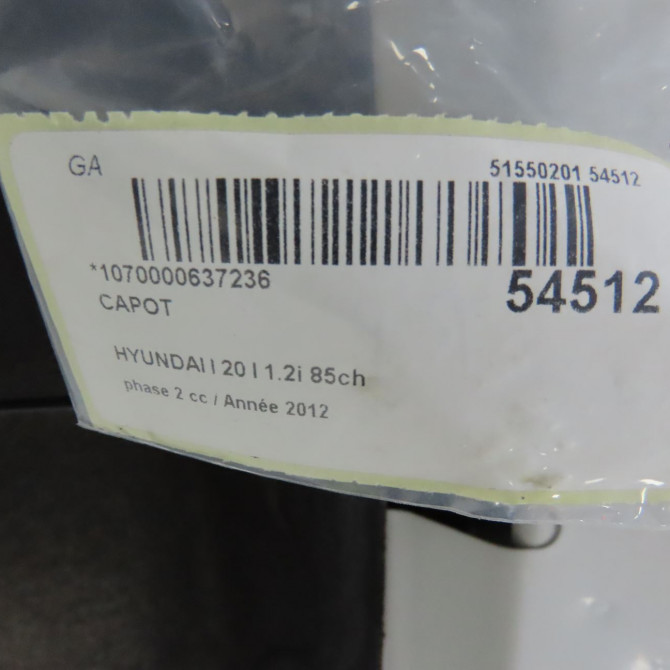 GA
51550201 54512
*1070000637236
54512
CAPOT
HYUNDAI I 20 I 1.2i 85ch
phase 2 cc / Année 2012